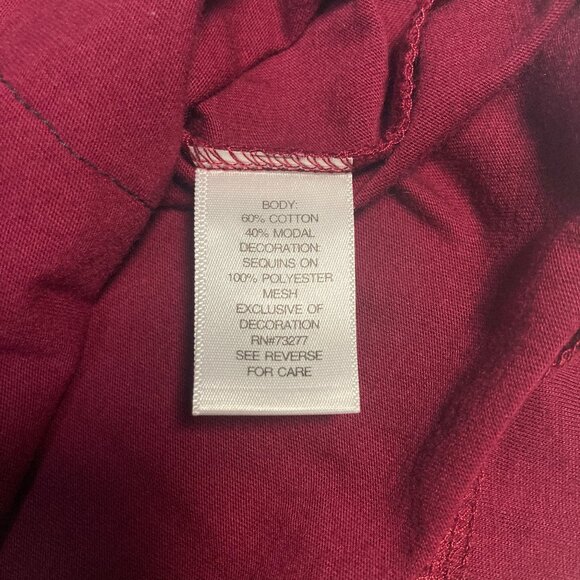 BODY:
60% COTTON
40% MODAL
DECORATION:
SEQUINS ON
100% POLYESTER
MESH
EXCLUSIVE OF
DECORATION
RN#73277
SEE REVERSE
FOR CARE